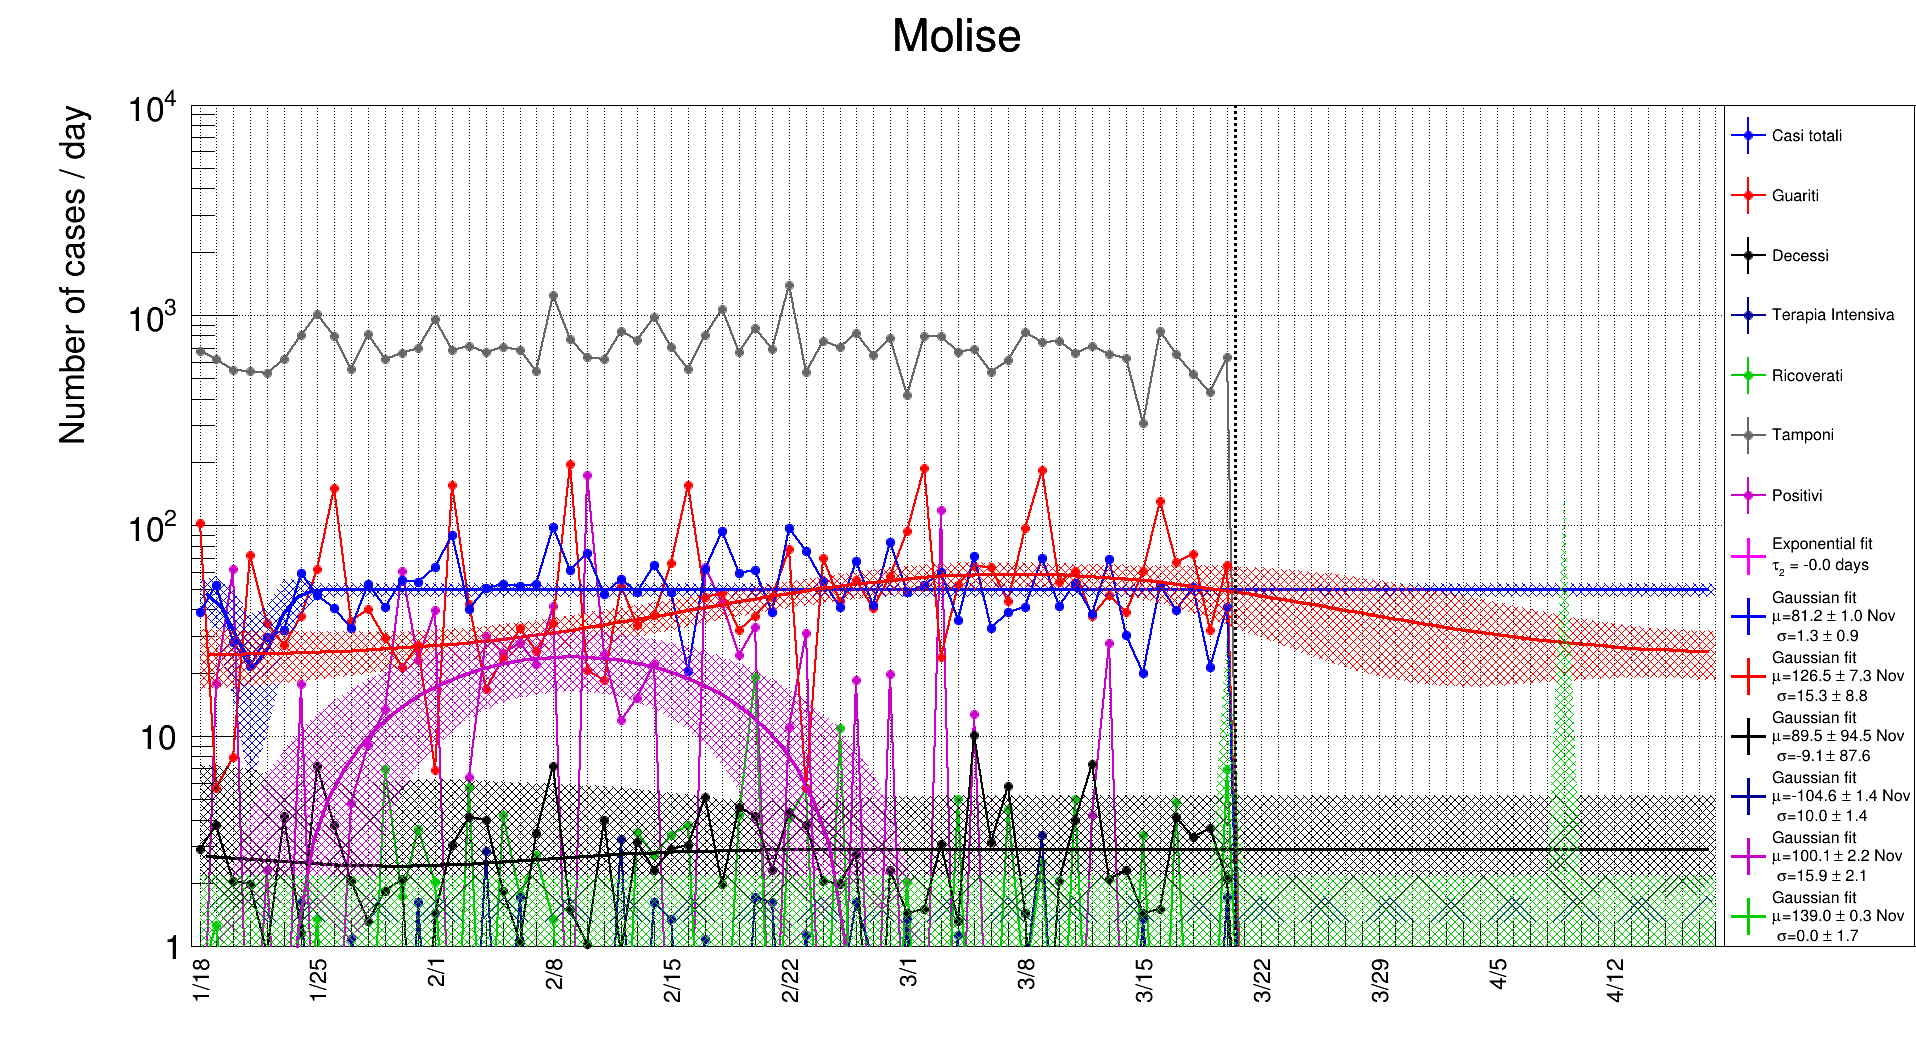 Molise
Number of cases / day
10^4
10^3
10^2
10
1
1/18
1/25
2/1
2/8
2/15
2/22
3/1
3/8
3/15
3/22
3/29
4/5
4/12
Casi totali
Guariti
Decessi
Terapia Intensiva
Ricoverati
Tamponi
Positivi
Exponential fit
τ₂ = -0.0 days
Gaussian fit
μ=81.2 ± 1.0 Nov
σ=1.3 ± 0.9
Gaussian fit
μ=126.5 ± 7.3 Nov
σ=15.3 ± 8.8
Gaussian fit
μ=89.5 ± 94.5 Nov
σ=-9.1 ± 87.6
Gaussian fit
μ=-104.6 ± 1.4 Nov
σ=10.0 ± 1.4
Gaussian fit
μ=100.1 ± 2.2 Nov
σ=15.9 ± 2.1
Gaussian fit
μ=139.0 ± 0.3 Nov
σ=0.0 ± 1.7